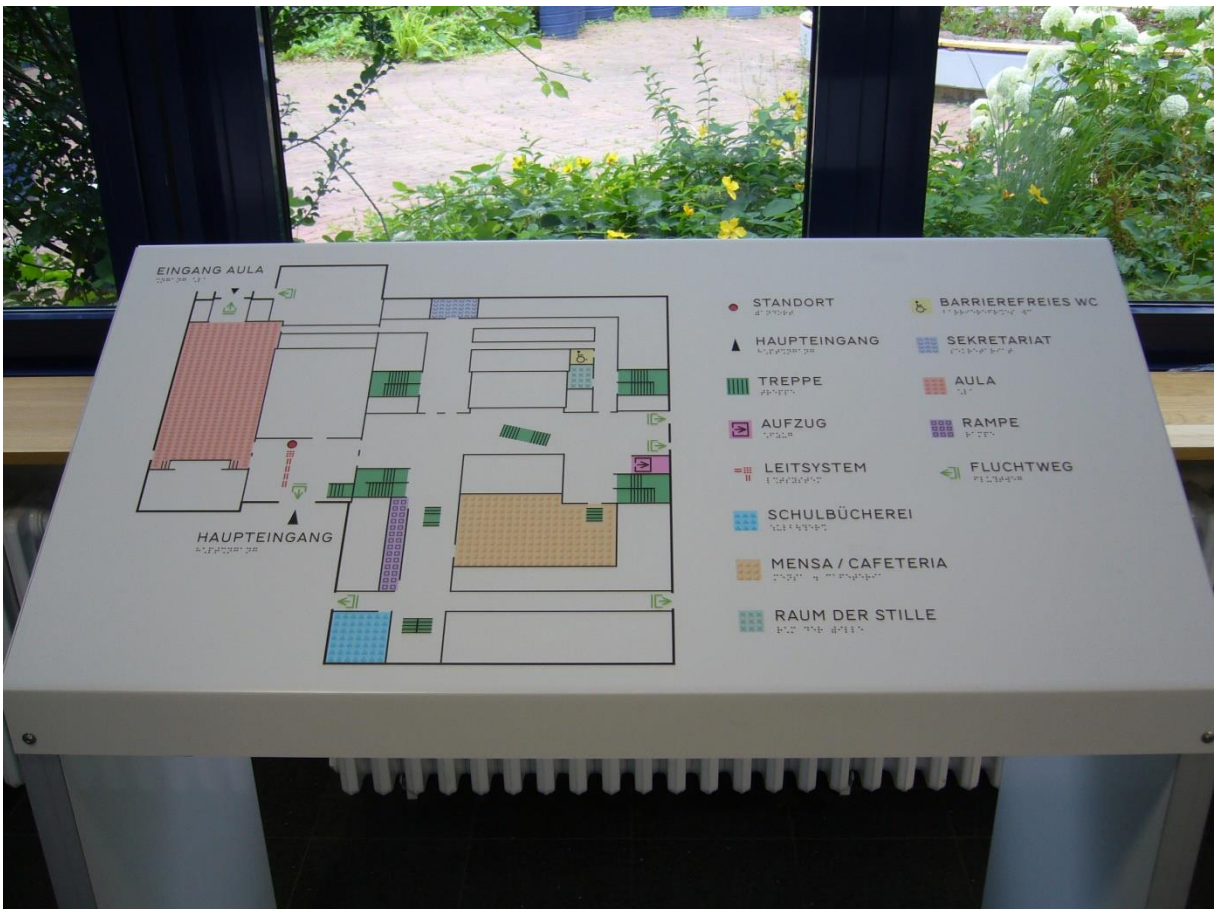 EINGANG AULA
HAUPTEINGANG
STANDORT
HAUPTEINGANG
TREPPE
AUFZUG
LEITSYSTEM
SCHULBÜCHEREI
MENSA / CAFETERIA
RAUM DER STILLE
BARRIEREFREIES WC
SEKRETARIAT
AULA
RAMPE
FLUCHTWEG